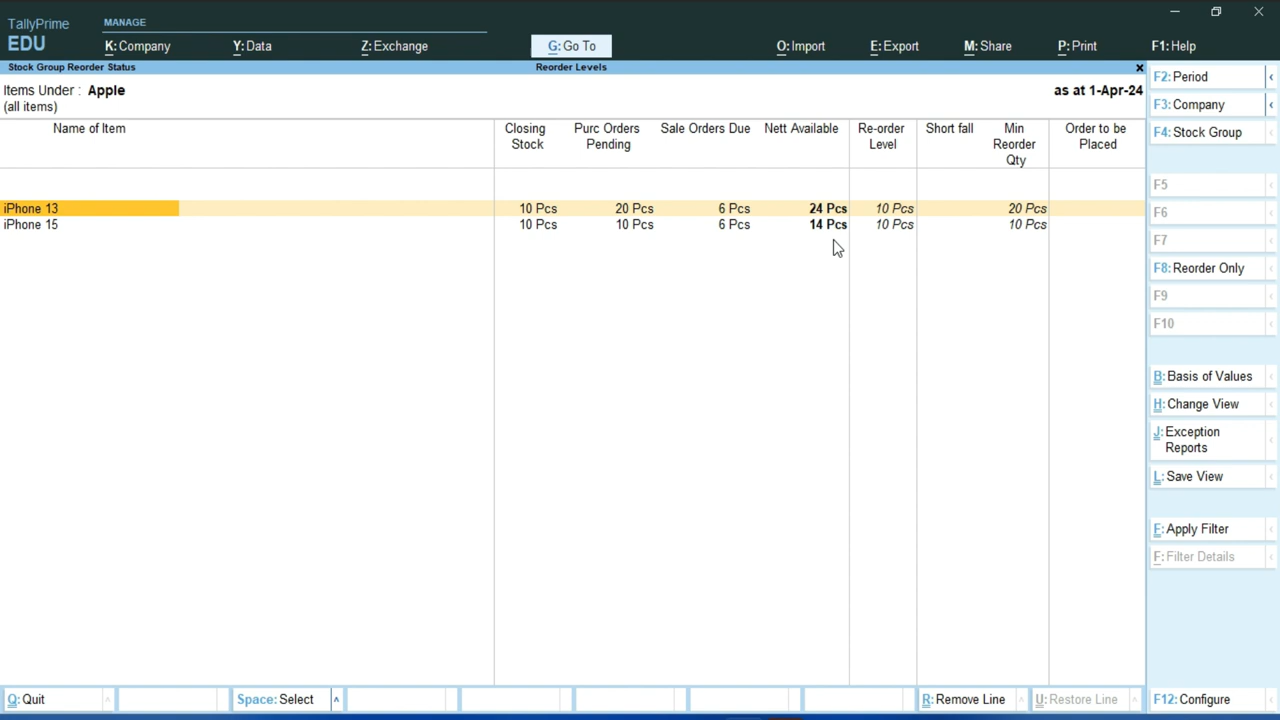 TallyPrime
EDU
MANAGE
K: Company
Y: Data
Z: Exchange
G: Go To
O: Import
E: Export
M: Share
P: Print
F1: Help
Stock Group Reorder Status
Reorder Levels
x
Items Under : Apple
(all items)
as at 1-Apr-24
Name of Item
Closing Stock
Purc Orders Pending
Sale Orders Due
Nett Available
Re-order Level
Short fall
Min Reorder Qty
Order to be Placed
iPhone 13 10 Pcs 20 Pcs 6 Pcs 24 Pcs 10 Pcs 20 Pcs
iPhone 15 10 Pcs 10 Pcs 6 Pcs 14 Pcs 10 Pcs 10 Pcs
F2: Period
F3: Company
F4: Stock Group
F5
F6
F7
F8: Reorder Only
F9
F10
B: Basis of Values
H: Change View
J: Exception Reports
L: Save View
F: Apply Filter
F: Filter Details
Q: Quit
Space: Select
R: Remove Line
U: Restore Line
F12: Configure